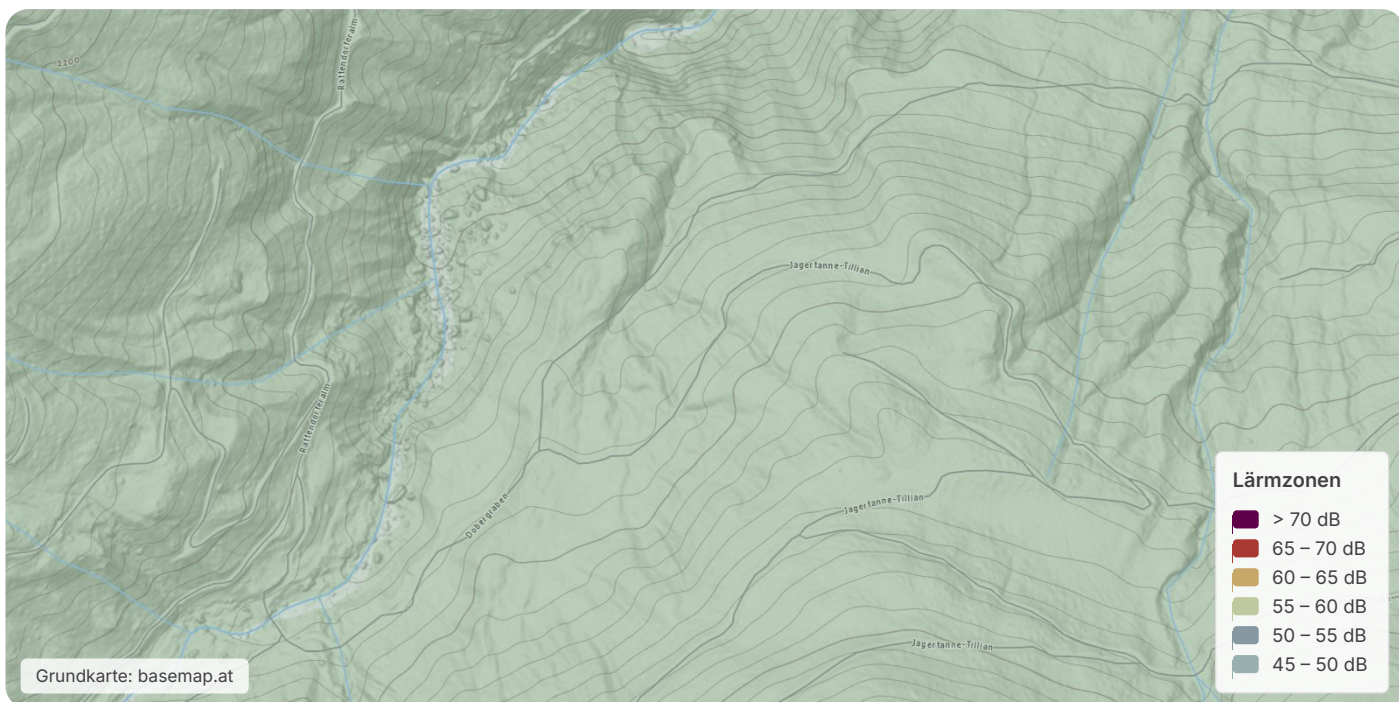 1100
Rattendorferalm
Jagertanne-Tillian
Rattendorferalm
Dobergraben
Jagertanne-Tillian
Jagertanne-Tillian
Lärmzonen
> 70 dB
65 – 70 dB
60 – 65 dB
55 – 60 dB
50 – 55 dB
45 – 50 dB
Grundkarte: basemap.at